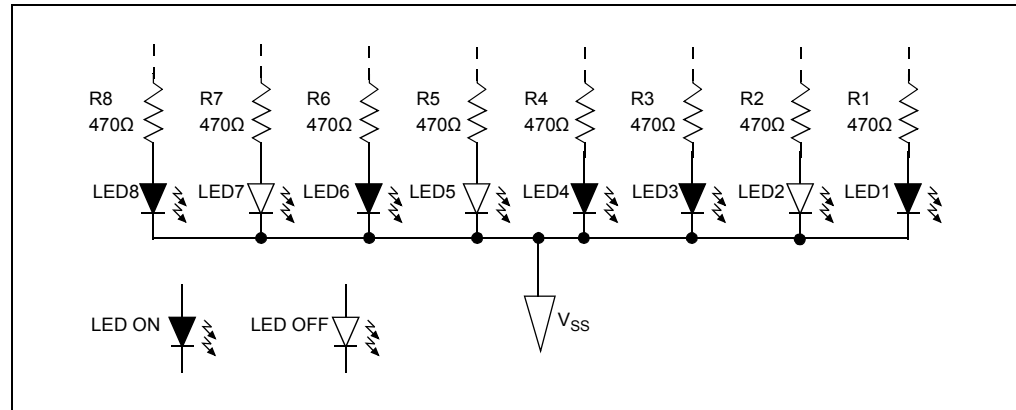 R8 R7 R6 R5 R4 R3 R2 R1
470Ω 470Ω 470Ω 470Ω 470Ω 470Ω 470Ω 470Ω
LED8 LED7 LED6 LED5 LED4 LED3 LED2 LED1
LED ON LED OFF VSS